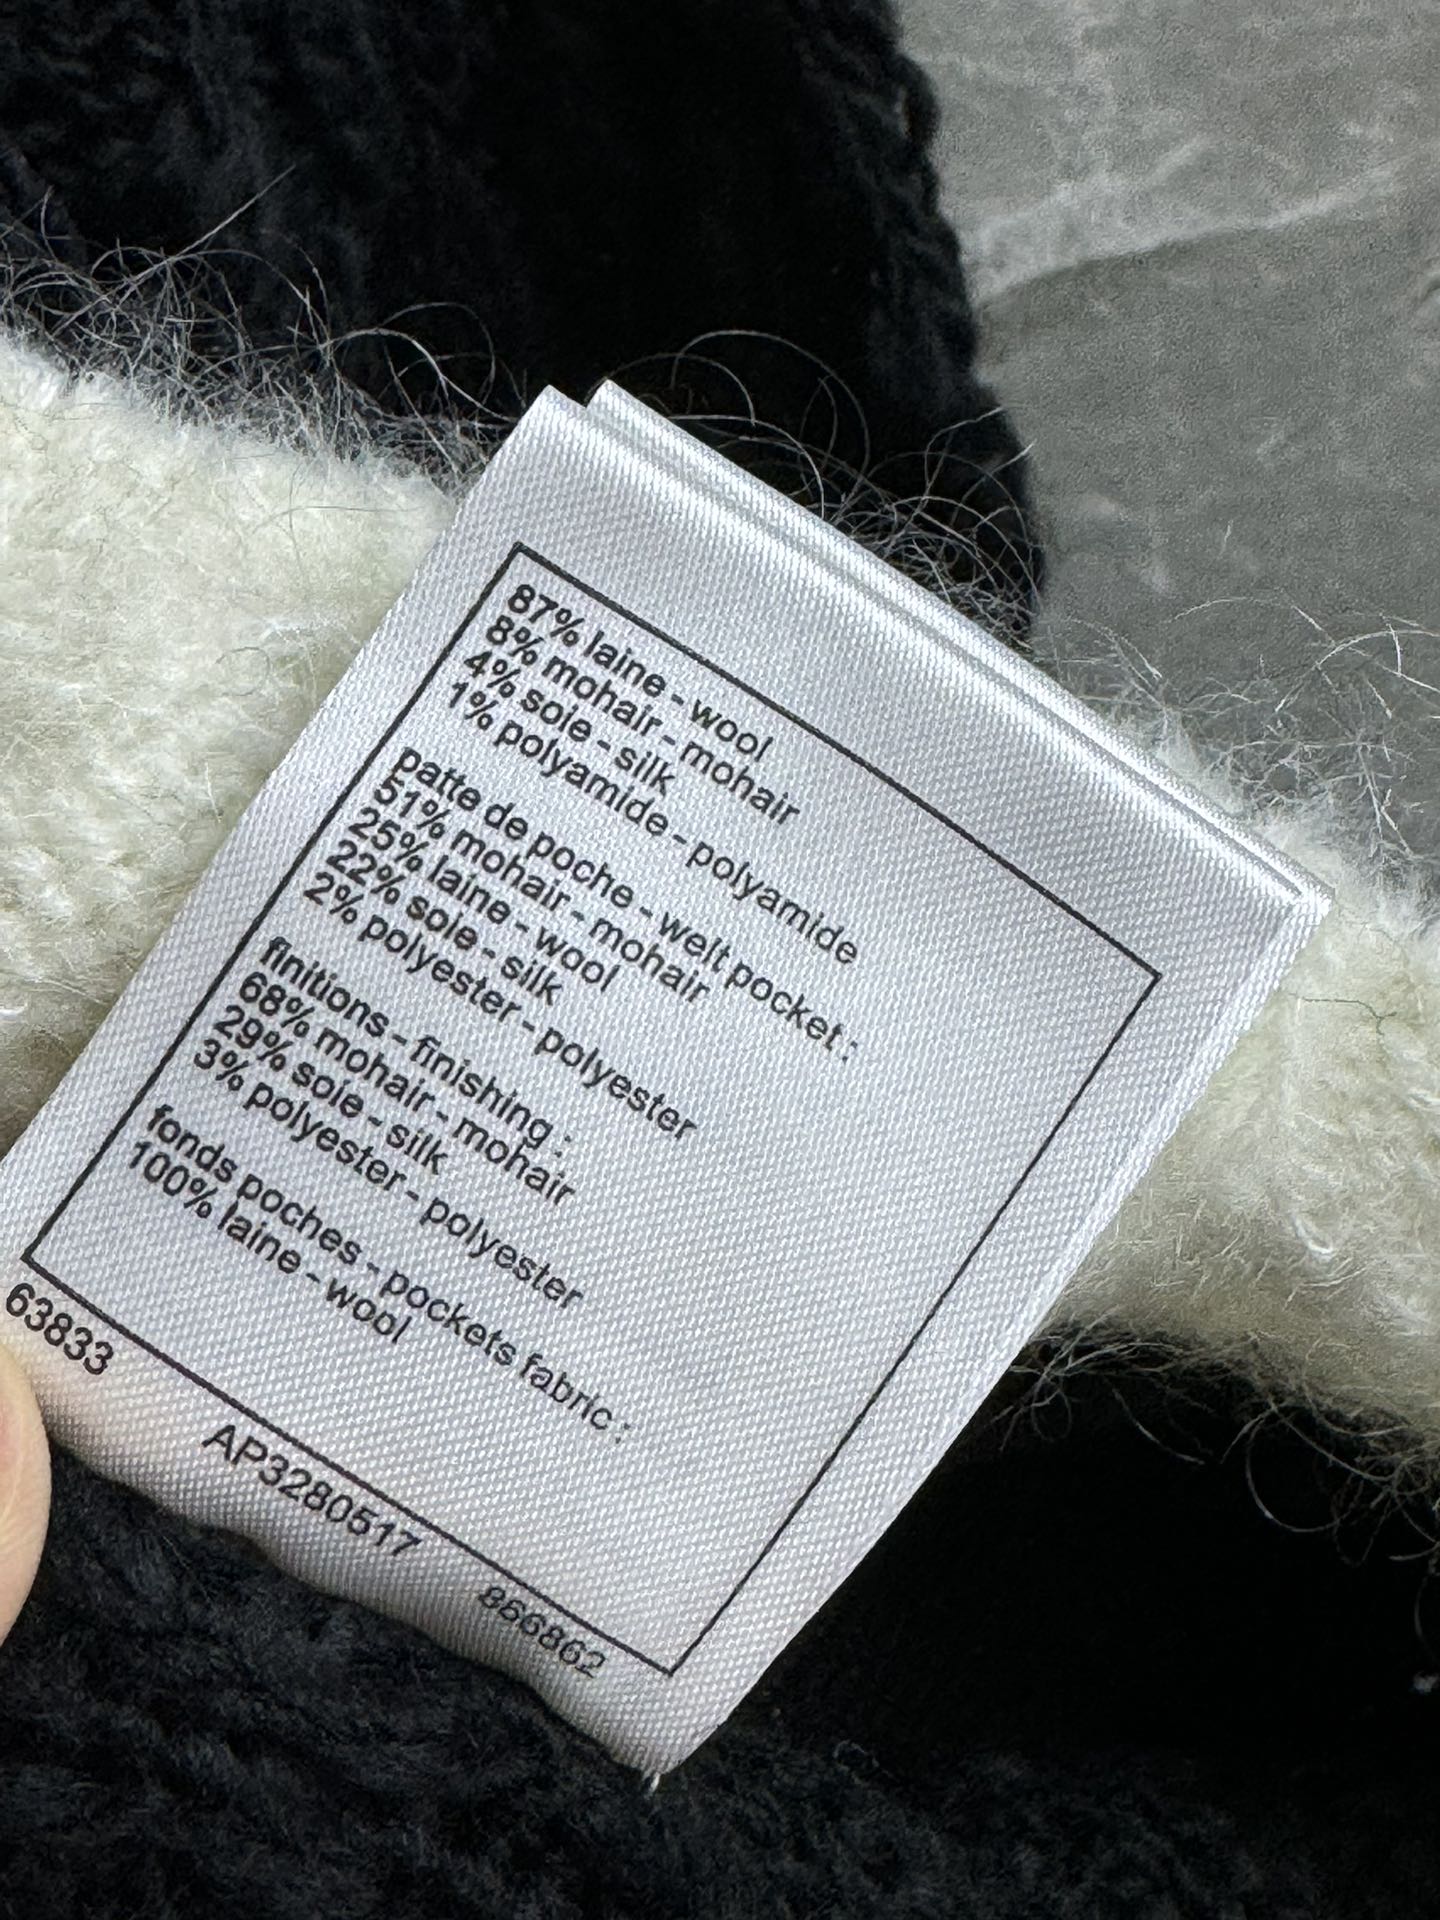 87% laine - wool
8% mohair - mohair
4% soie - silk
1% polyamide - polyamide
patte de poche - welt pocket :
51% mohair - mohair
25% laine - wool
22% soie - silk
2% polyester - polyester
finitions - finishing :
68% mohair - mohair
29% soie - silk
3% polyester - polyester
fonds poches - pockets fabric :
100% laine - wool
63833
AP3280517
866862